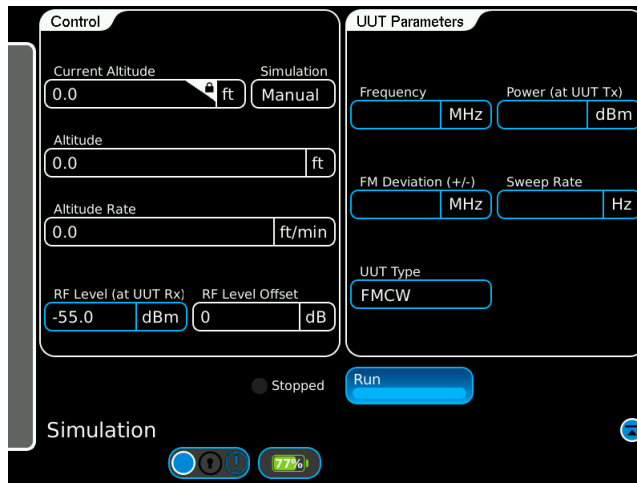 Control
Current Altitude
Simulation
0.0 ft
Manual
Altitude
0.0 ft
Altitude Rate
0.0 ft/min
RF Level (at UUT Rx)
RF Level Offset
-55.0 dBm
0 dB
UUT Parameters
Frequency
Power (at UUT Tx)
MHz
dBm
FM Deviation (+/-)
Sweep Rate
MHz
Hz
UUT Type
FMCW
Stopped
Run
Simulation
77%